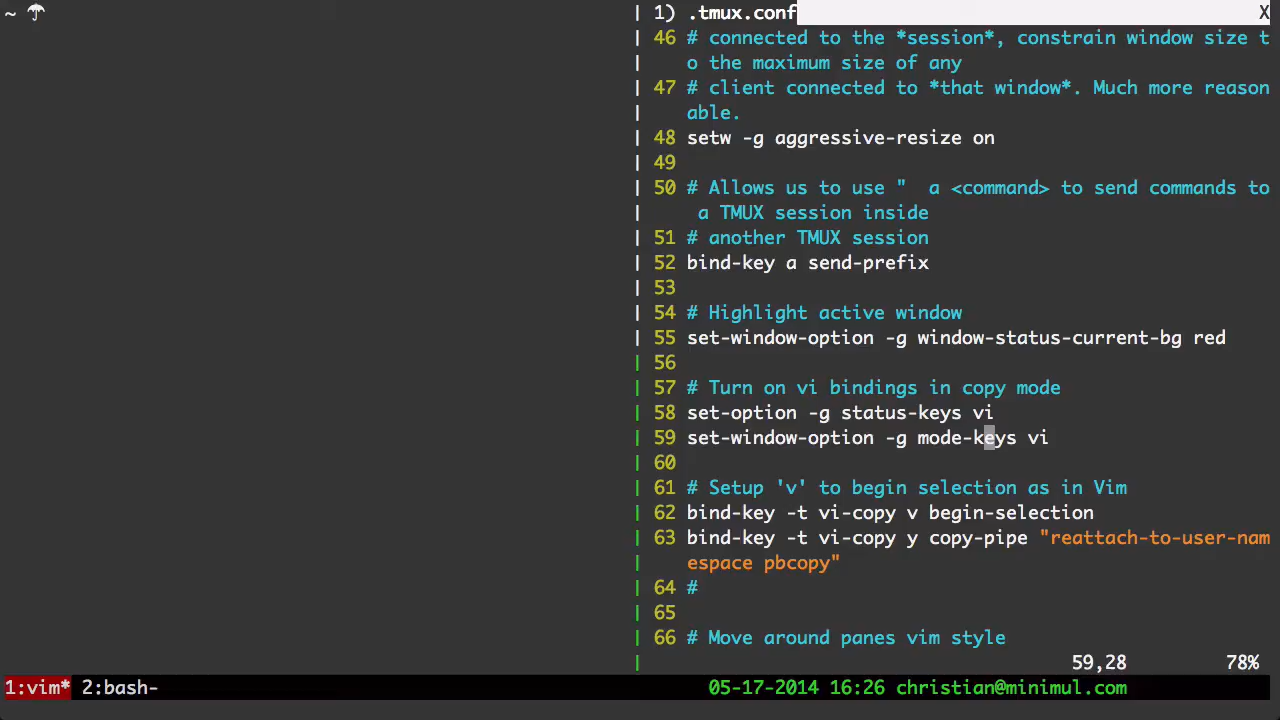 ~ ☂
1) .tmux.conf X
46 # connected to the *session*, constrain window size t
o the maximum size of any
47 # client connected to *that window*. Much more reason
able.
48 setw -g aggressive-resize on
49
50 # Allows us to use "  a <command> to send commands to
 a TMUX session inside
51 # another TMUX session
52 bind-key a send-prefix
53
54 # Highlight active window
55 set-window-option -g window-status-current-bg red
56
57 # Turn on vi bindings in copy mode
58 set-option -g status-keys vi
59 set-window-option -g mode-keys vi
60
61 # Setup 'v' to begin selection as in Vim
62 bind-key -t vi-copy v begin-selection
63 bind-key -t vi-copy y copy-pipe "reattach-to-user-nam
espace pbcopy"
64 #
65
66 # Move around panes vim style
59,28 78%
1:vim* 2:bash- 05-17-2014 16:26 christian@minimul.com